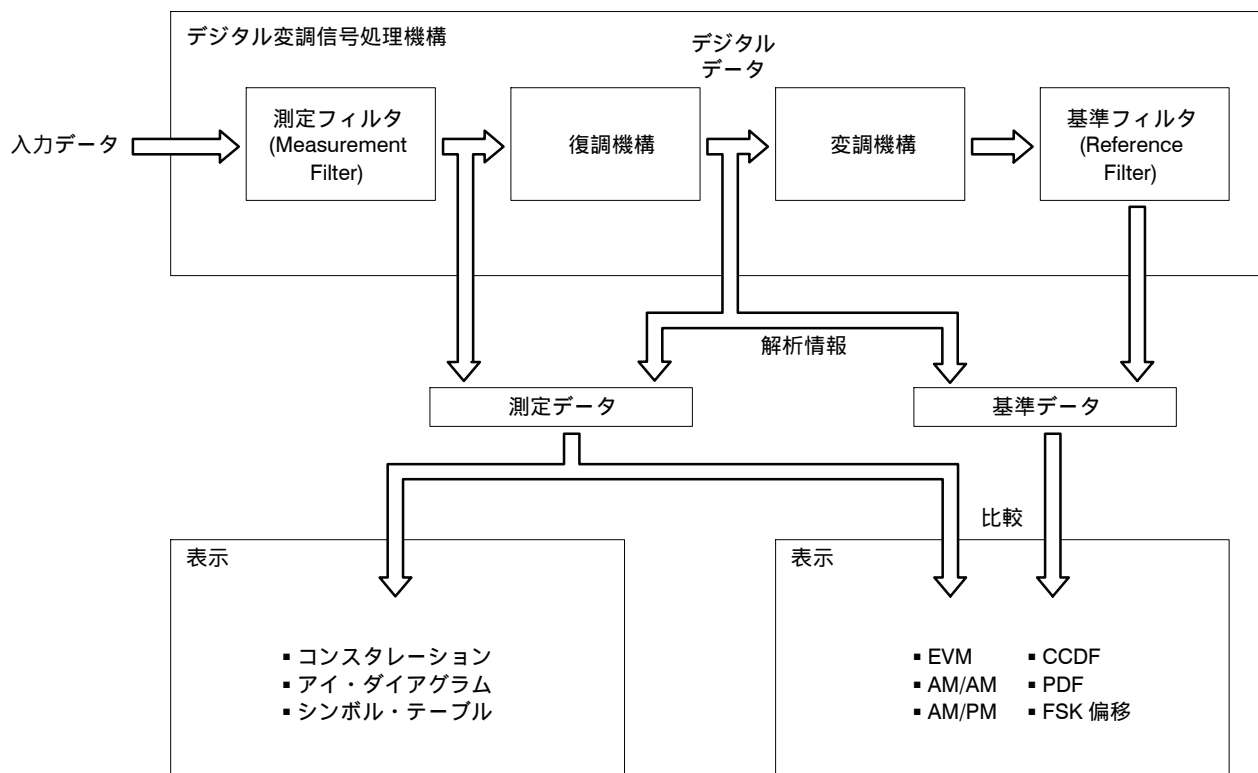 デジタル変調信号処理機構
デジタル
データ
入力データ
測定フィルタ
(Measurement
Filter)
復調機構
変調機構
基準フィルタ
(Reference
Filter)
解析情報
測定データ
基準データ
比較
表示
▪ コンスタレーション
▪ アイ・ダイアグラム
▪ シンボル・テーブル
表示
▪ EVM
▪ AM/AM
▪ AM/PM
▪ CCDF
▪ PDF
▪ FSK 偏移